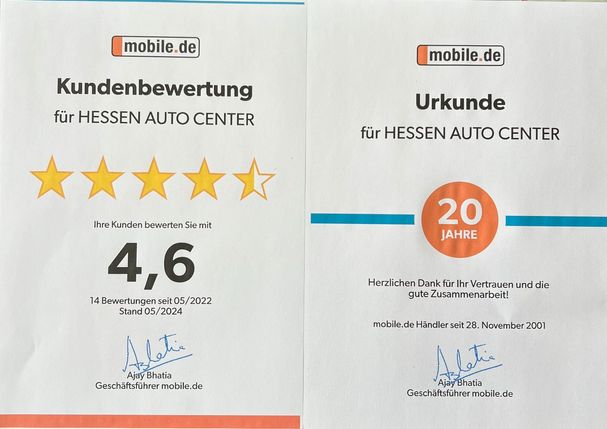 mobile.de
Kundenbewertung
für HESSEN AUTO CENTER
Ihre Kunden bewerten Sie mit
4,6
14 Bewertungen seit 05/2022
Stand 05/2024
Ajay Bhatia
Geschäftsführer mobile.de
mobile.de
Urkunde
für HESSEN AUTO CENTER
20
JAHRE
Herzlichen Dank für Ihr Vertrauen und die
gute Zusammenarbeit!
mobile.de Händler seit 28. November 2001
Ajay Bhatia
Geschäftsführer mobile.de